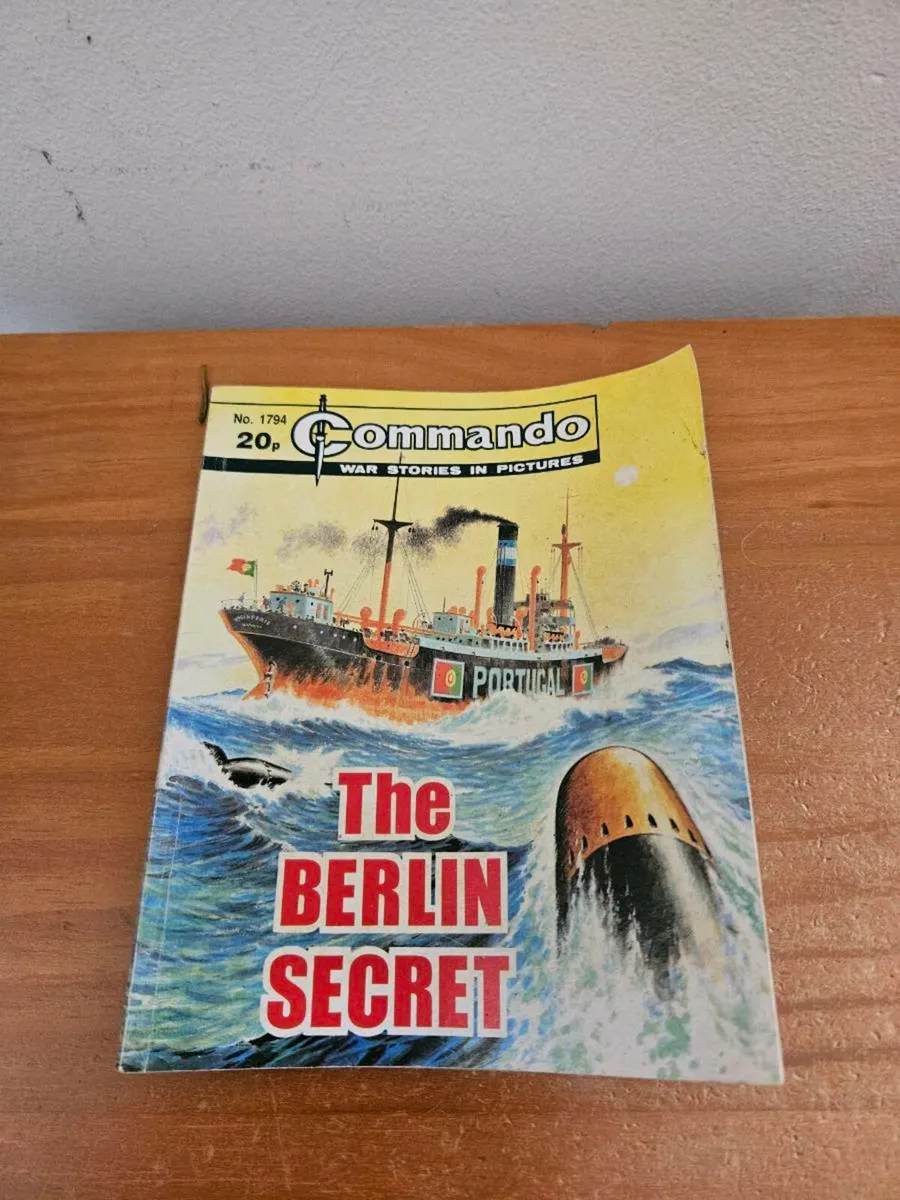 No. 1794
20p
Commando
WAR STORIES IN PICTURES
PORTUGAL
The
BERLIN
SECRET